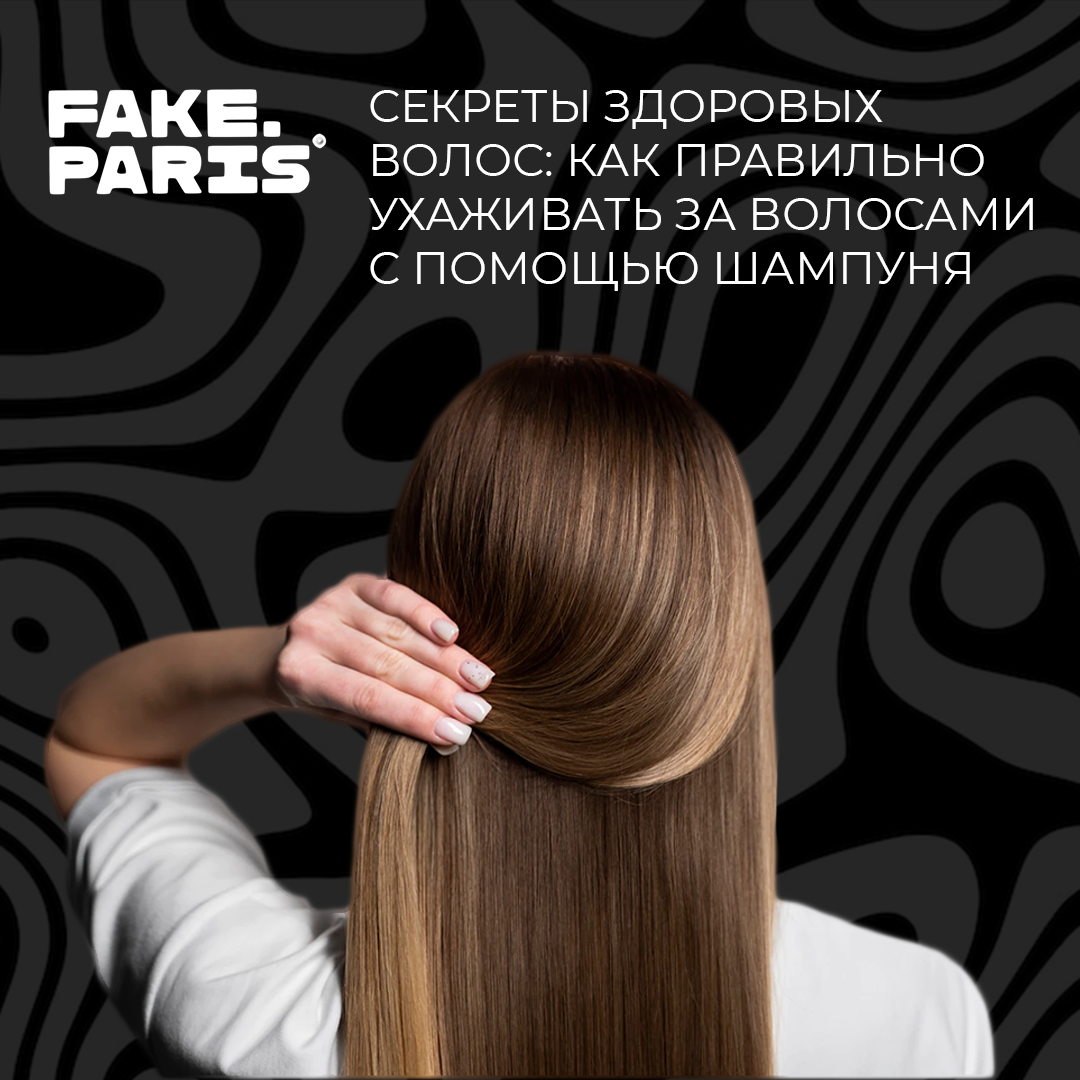 FAKE.
PARIS
СЕКРЕТЫ ЗДОРОВЫХ
ВОЛОС: КАК ПРАВИЛЬНО
УХАЖИВАТЬ ЗА ВОЛОСАМИ
С ПОМОЩЬЮ ШАМПУНЯ